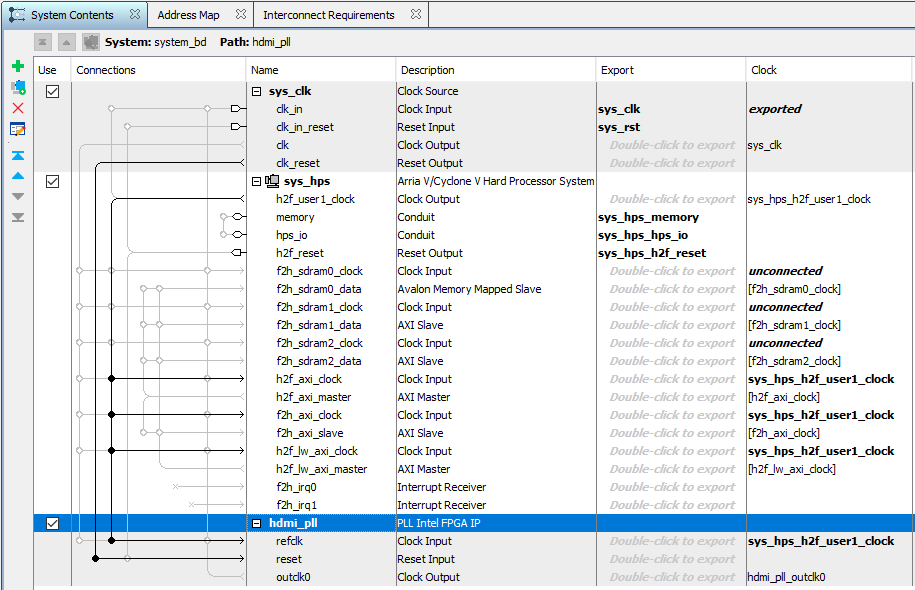 System Contents Address Map Interconnect Requirements
System: system_bd Path: hdmi_pll
Use Connections Name Description Export Clock
sys_clk Clock Source
clk_in Clock Input sys_clk exported
clk_in_reset Reset Input sys_rst
clk Clock Output Double-click to export sys_clk
clk_reset Reset Output Double-click to export
sys_hps Arria V/Cyclone V Hard Processor System
h2f_user1_clock Clock Output Double-click to export sys_hps_h2f_user1_clock
memory Conduit sys_hps_memory
hps_io Conduit sys_hps_hps_io
h2f_reset Reset Output sys_hps_h2f_reset
f2h_sdram0_clock Clock Input Double-click to export unconnected
f2h_sdram0_data Avalon Memory Mapped Slave Double-click to export [f2h_sdram0_clock]
f2h_sdram1_clock Clock Input Double-click to export unconnected
f2h_sdram1_data AXI Slave Double-click to export [f2h_sdram1_clock]
f2h_sdram2_clock Clock Input Double-click to export unconnected
f2h_sdram2_data AXI Slave Double-click to export [f2h_sdram2_clock]
h2f_axi_clock Clock Input Double-click to export sys_hps_h2f_user1_clock
h2f_axi_master AXI Master Double-click to export [h2f_axi_clock]
f2h_axi_clock Clock Input Double-click to export sys_hps_h2f_user1_clock
f2h_axi_slave AXI Slave Double-click to export [f2h_axi_clock]
h2f_lw_axi_clock Clock Input Double-click to export sys_hps_h2f_user1_clock
h2f_lw_axi_master AXI Master Double-click to export [h2f_lw_axi_clock]
f2h_irq0 Interrupt Receiver Double-click to export
f2h_irq1 Interrupt Receiver Double-click to export
hdmi_pll PLL Intel FPGA IP
refclk Clock Input Double-click to export sys_hps_h2f_user1_clock
reset Reset Input Double-click to export
outclk0 Clock Output Double-click to export hdmi_pll_outclk0